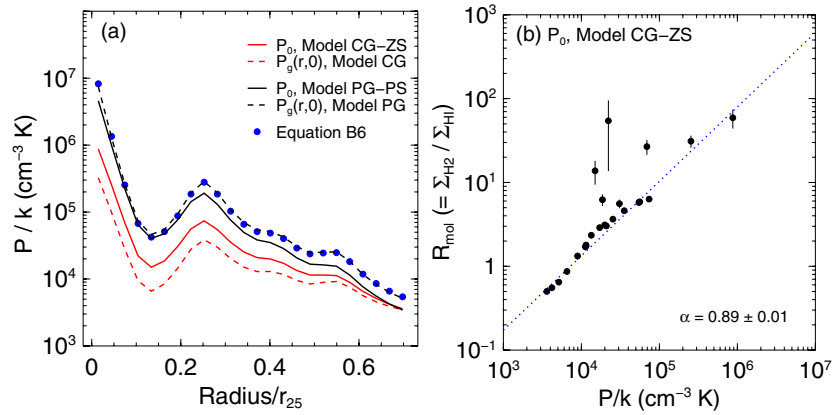 (a)
P₀, Model CG−ZS
P_g(r,0), Model CG
P₀, Model PG−PS
P_g(r,0), Model PG
Equation B6
P / k (cm⁻³ K)
10⁷
10⁶
10⁵
10⁴
10³
0
0.2
0.4
0.6
Radius/r₂₅
(b) P₀, Model CG−ZS
R_mol (= Σ_H2 / Σ_HI)
10³
10²
10¹
10⁰
10⁻¹
α = 0.89 ± 0.01
10³
10⁴
10⁵
10⁶
10⁷
P/k (cm⁻³ K)